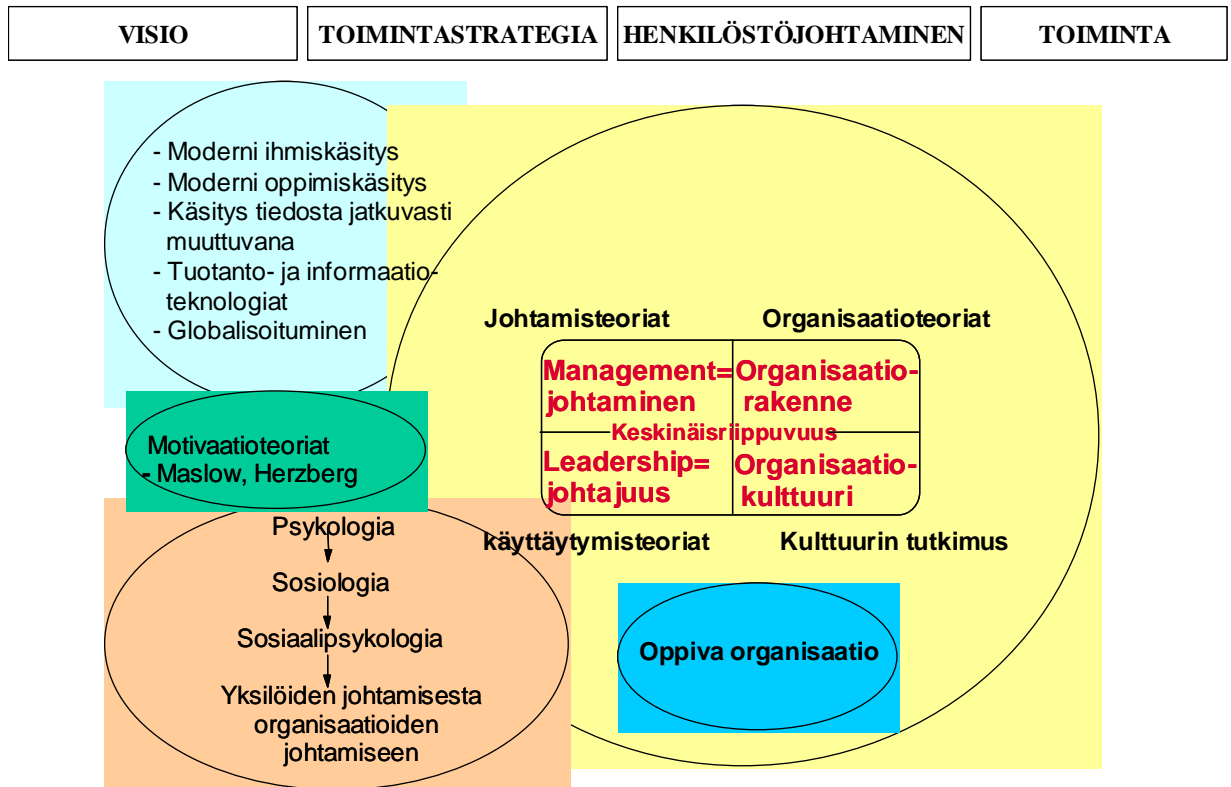 VISIO
TOIMINTASTRATEGIA
HENKILÖSTÖJOHTAMINEN
TOIMINTA
- Moderni ihmiskäsitys
- Moderni oppimiskäsitys
- Käsitys tiedosta jatkuvasti
muuttuvana
- Tuotanto- ja informaatio-
teknologiat
- Globalisoituminen
Motivaatioteoriat
- Maslow, Herzberg
Psykologia
Sosiologia
Sosiaalipsykologia
Yksilöiden johtamisesta
organisaatioiden
johtamiseen
Johtamisteoriat
Organisaatioteoriat
Management=
johtaminen
Organisaatio-
rakenne
Keskinäisriippuvuus
Leadership=
johtajuus
Organisaatio-
kulttuuri
käyttäytymisteoriat
Kulttuurin tutkimus
Oppiva organisaatio